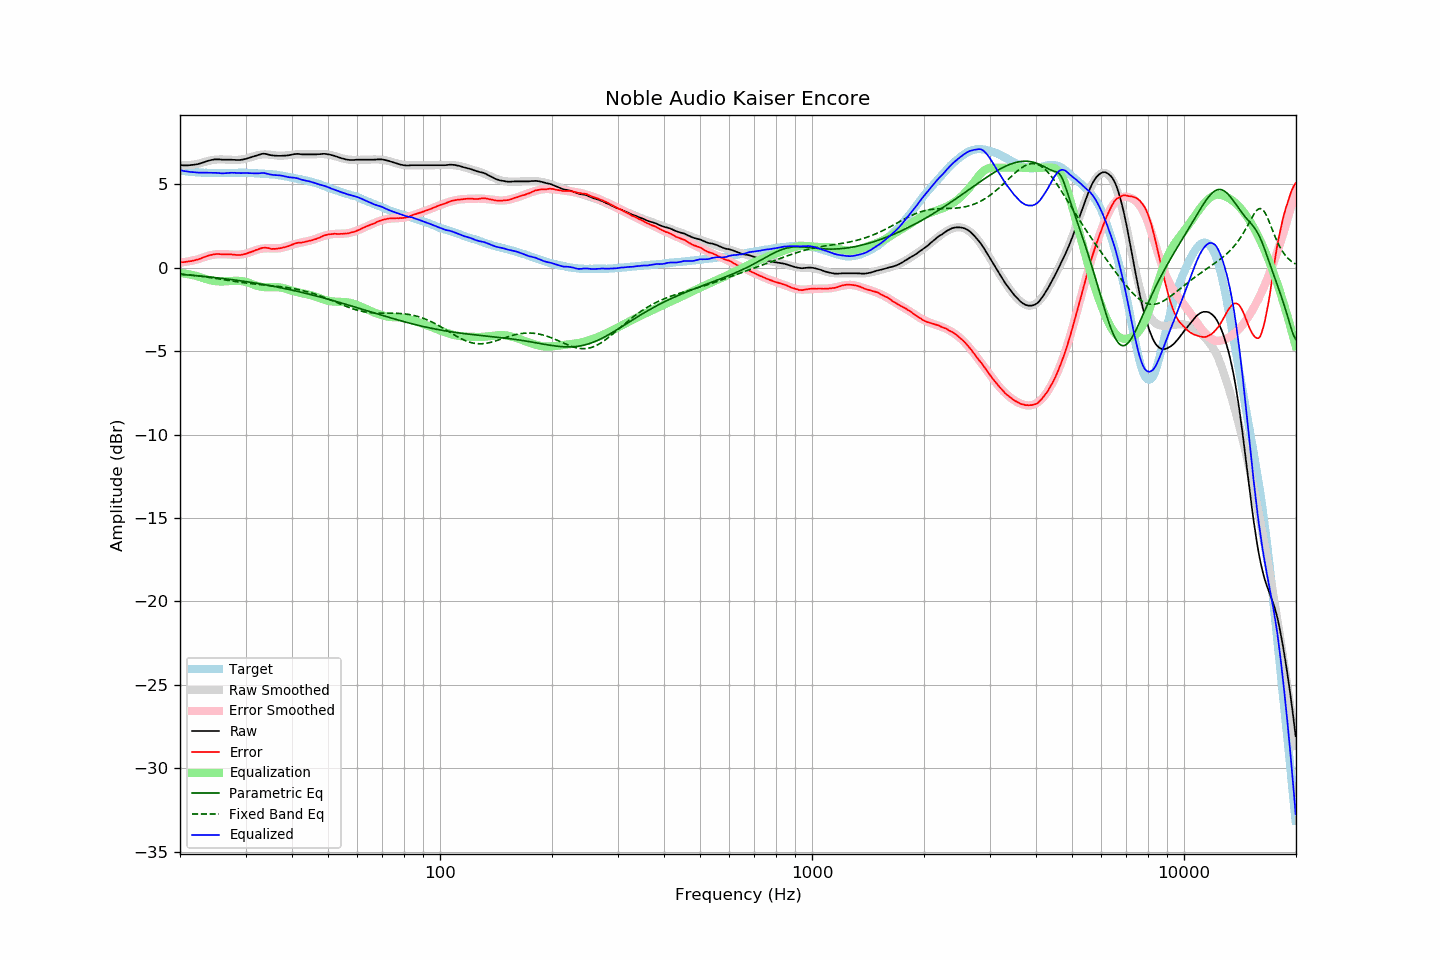 Noble Audio Kaiser Encore
Amplitude (dBr)
5
0
−5
−10
−15
−20
−25
−30
−35
Target
Raw Smoothed
Error Smoothed
Raw
Error
Equalization
Parametric Eq
Fixed Band Eq
Equalized
100
1000
10000
Frequency (Hz)